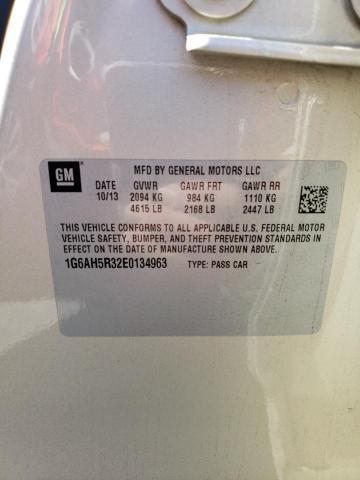 GM
MFD BY GENERAL MOTORS LLC
DATE GVWR GAWR FRT GAWR RR
10/13 2094 KG 984 KG 1110 KG
4615 LB 2168 LB 2447 LB
THIS VEHICLE CONFORMS TO ALL APPLICABLE U.S. FEDERAL MOTOR
VEHICLE SAFETY, BUMPER, AND THEFT PREVENTION STANDARDS IN
EFFECT ON THE DATE OF MANUFACTURE SHOWN ABOVE.
1G6AH5R32E0134963 TYPE: PASS CAR